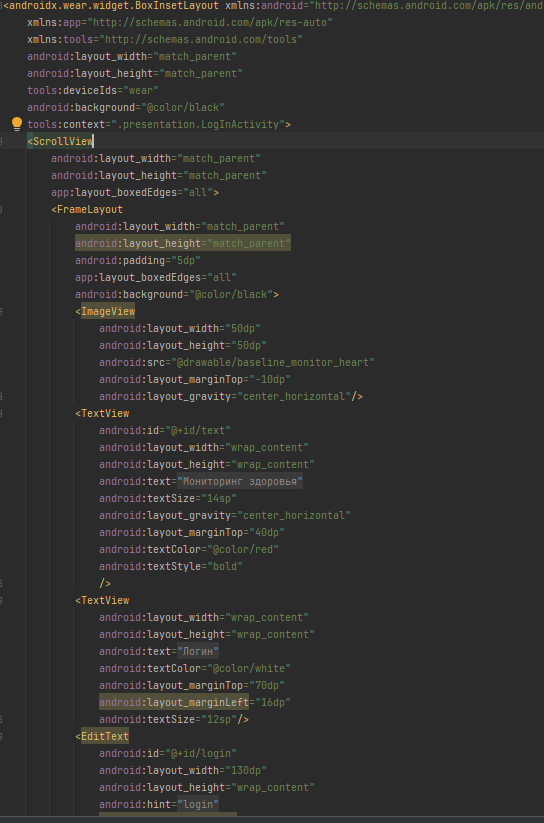 <androidx.wear.widget.BoxInsetLayout xmlns:android="http://schemas.android.com/apk/res/and
xmlns:app="http://schemas.android.com/apk/res-auto"
xmlns:tools="http://schemas.android.com/tools"
android:layout_width="match_parent"
android:layout_height="match_parent"
tools:deviceIds="wear"
android:background="@color/black"
tools:context=".presentation.LogInActivity">
<ScrollView
android:layout_width="match_parent"
android:layout_height="match_parent"
app:layout_boxedEdges="all">
<FrameLayout
android:layout_width="match_parent"
android:layout_height="match_parent"
android:padding="5dp"
app:layout_boxedEdges="all"
android:background="@color/black">
<ImageView
android:layout_width="50dp"
android:layout_height="50dp"
android:src="@drawable/baseline_monitor_heart"
android:layout_marginTop="-10dp"
android:layout_gravity="center_horizontal"/>
<TextView
android:id="@+id/text"
android:layout_width="wrap_content"
android:layout_height="wrap_content"
android:text="Мониторинг здоровья"
android:textSize="14sp"
android:layout_gravity="center_horizontal"
android:layout_marginTop="40dp"
android:textColor="@color/red"
android:textStyle="bold"
/>
<TextView
android:layout_width="wrap_content"
android:layout_height="wrap_content"
android:text="Логин"
android:textColor="@color/white"
android:layout_marginTop="70dp"
android:layout_marginLeft="16dp"
android:textSize="12sp"/>
<EditText
android:id="@+id/login"
android:layout_width="130dp"
android:layout_height="wrap_content"
android:hint="login"